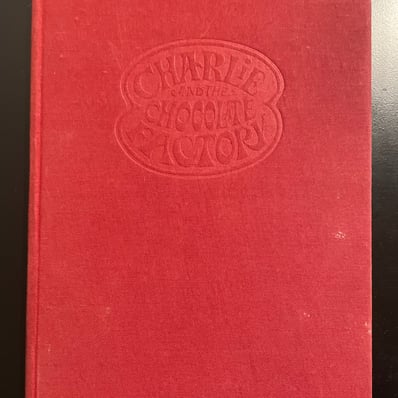 CHARLIE
AND THE
CHOCOLATE
FACTORY